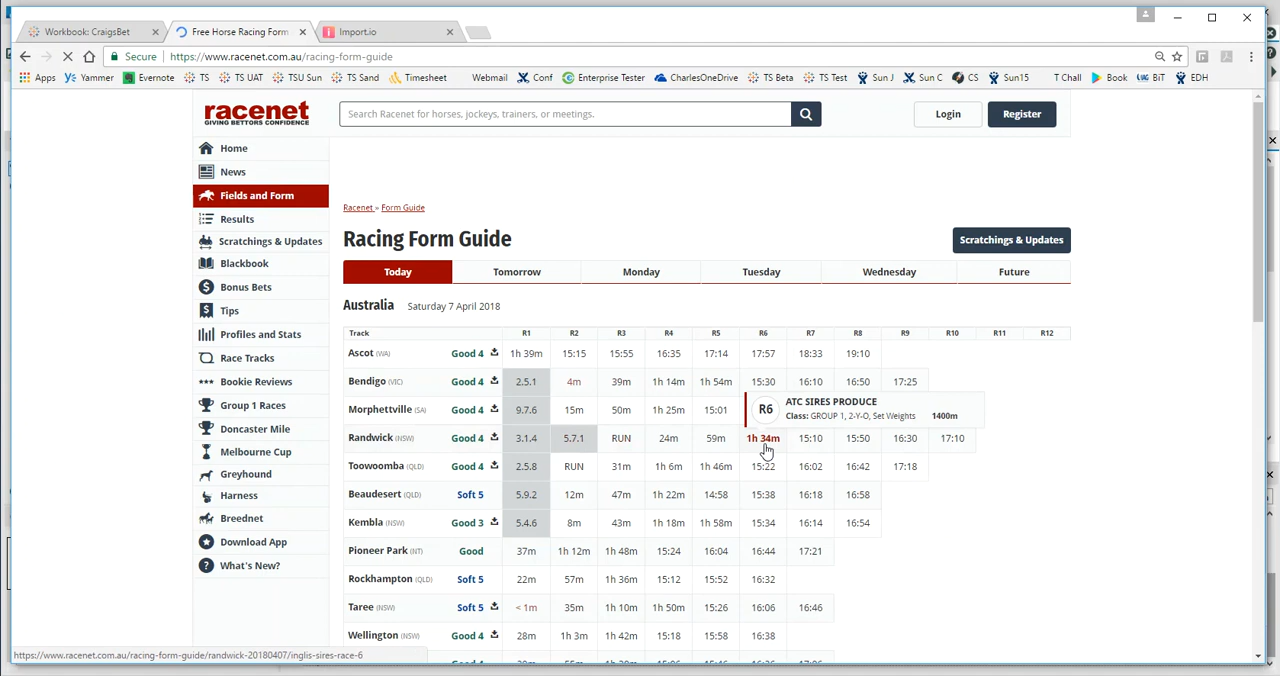 Workbook: CraigsBet
Free Horse Racing Form
Import.io
Secure
https://www.racenet.com.au/racing-form-guide
Apps Yammer Evernote TS TS UAT TSU Sun TS Sand Timesheet Webmail Conf Enterprise Tester CharlesOneDrive TS Beta TS Test Sun J Sun C CS Sun15 T Chall Book BiT EDH
racenet
GIVING BETTORS CONFIDENCE
Search Racenet for horses, jockeys, trainers, or meetings.
Login
Register
Home
News
Fields and Form
Results
Scratchings & Updates
Blackbook
Bonus Bets
Tips
Profiles and Stats
Race Tracks
Bookie Reviews
Group 1 Races
Doncaster Mile
Melbourne Cup
Greyhound
Harness
Breednet
Download App
What's New?
Racenet » Form Guide
Racing Form Guide
Scratchings & Updates
Today Tomorrow Monday Tuesday Wednesday Future
Australia Saturday 7 April 2018
Track R1 R2 R3 R4 R5 R6 R7 R8 R9 R10 R11 R12
Ascot (WA) Good 4 1h 39m 15:15 15:55 16:35 17:14 17:57 18:33 19:10
Bendigo (VIC) Good 4 2.5.1 4m 39m 1h 14m 1h 54m 15:30 16:10 16:50 17:25
Morphettville (SA) Good 4 9.7.6 15m 50m 1h 25m 15:01
R6
ATC SIRES PRODUCE
Class: GROUP 1, 2-Y-O, Set Weights 1400m
Randwick (NSW) Good 4 3.1.4 5.7.1 RUN 24m 59m 1h 34m 15:10 15:50 16:30 17:10
Toowoomba (QLD) Good 4 2.5.8 RUN 31m 1h 6m 1h 46m 15:22 16:02 16:42 17:18
Beaudesert (QLD) Soft 5 5.9.2 12m 47m 1h 22m 14:58 15:38 16:18 16:58
Kembla (NSW) Good 3 5.4.6 8m 43m 1h 18m 1h 58m 15:34 16:14 16:54
Pioneer Park (NT) Good 37m 1h 12m 1h 48m 15:24 16:04 16:44 17:21
Rockhampton (QLD) Soft 5 22m 57m 1h 36m 15:12 15:52 16:32
Taree (NSW) Soft 5 < 1m 35m 1h 10m 1h 50m 15:26 16:06 16:46
Wellington (NSW) Good 4 28m 1h 3m 1h 42m 15:18 15:58 16:38
https://www.racenet.com.au/racing-form-guide/randwick-20180407/inglis-sires-race-6